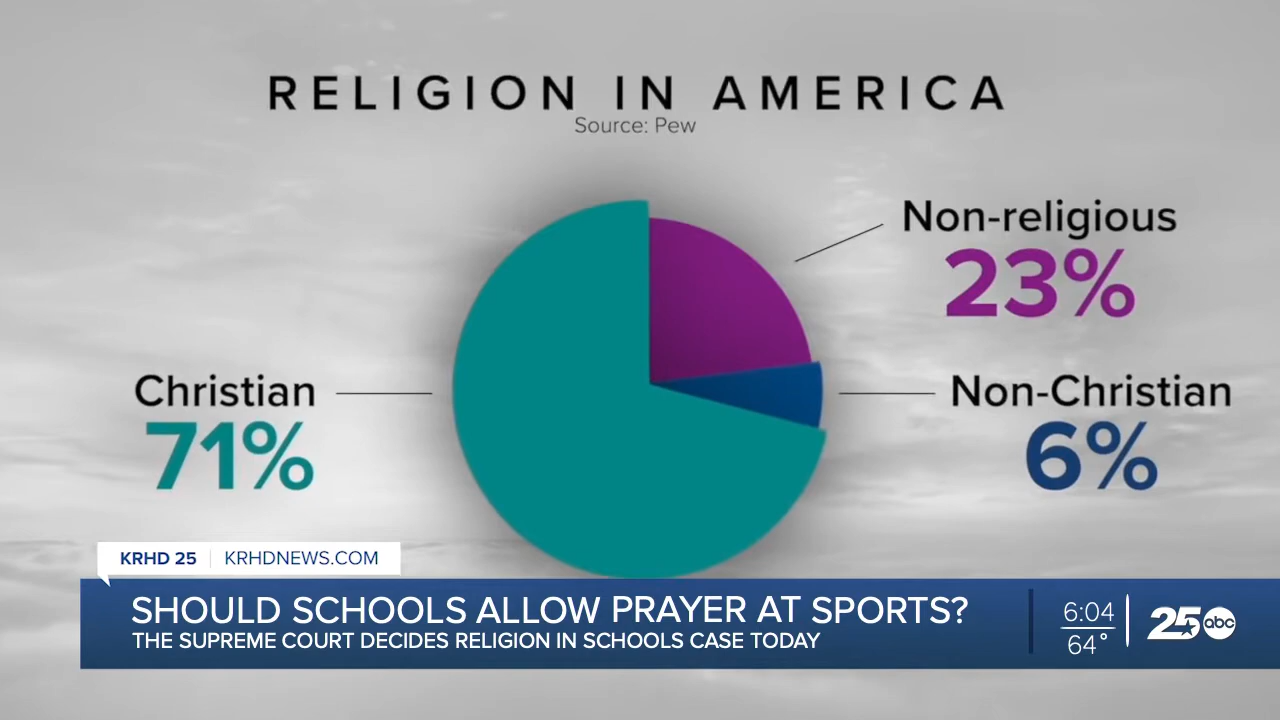 RELIGION IN AMERICA
Source: Pew
Non-religious
23%
Christian
71%
Non-Christian
6%
KRHD 25 | KRHDNEWS.COM
SHOULD SCHOOLS ALLOW PRAYER AT SPORTS?
THE SUPREME COURT DECIDES RELIGION IN SCHOOLS CASE TODAY
6:04
64°
25 abc